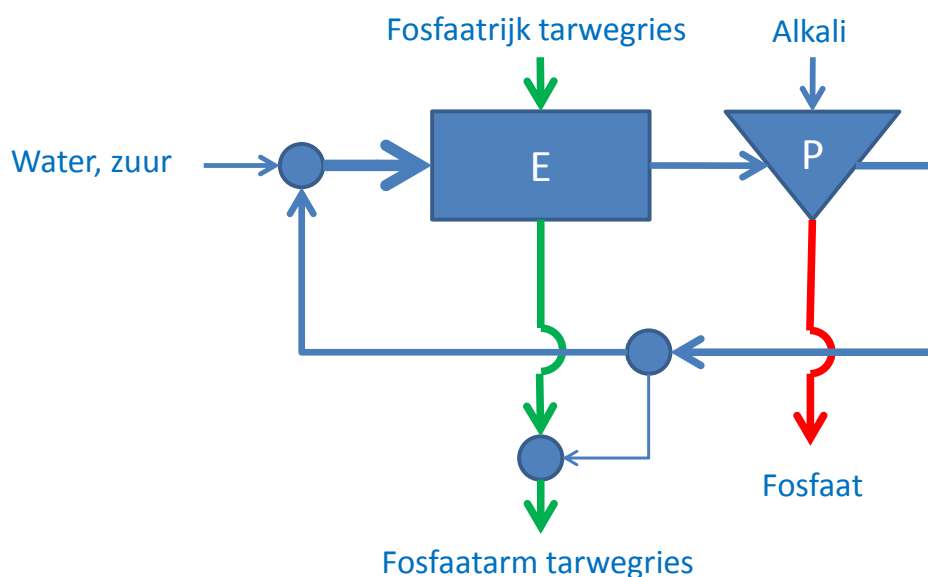 Fosfaatrijk tarwegries
Alkali
Water, zuur
E
P
Fosfaat
Fosfaatarm tarwegries